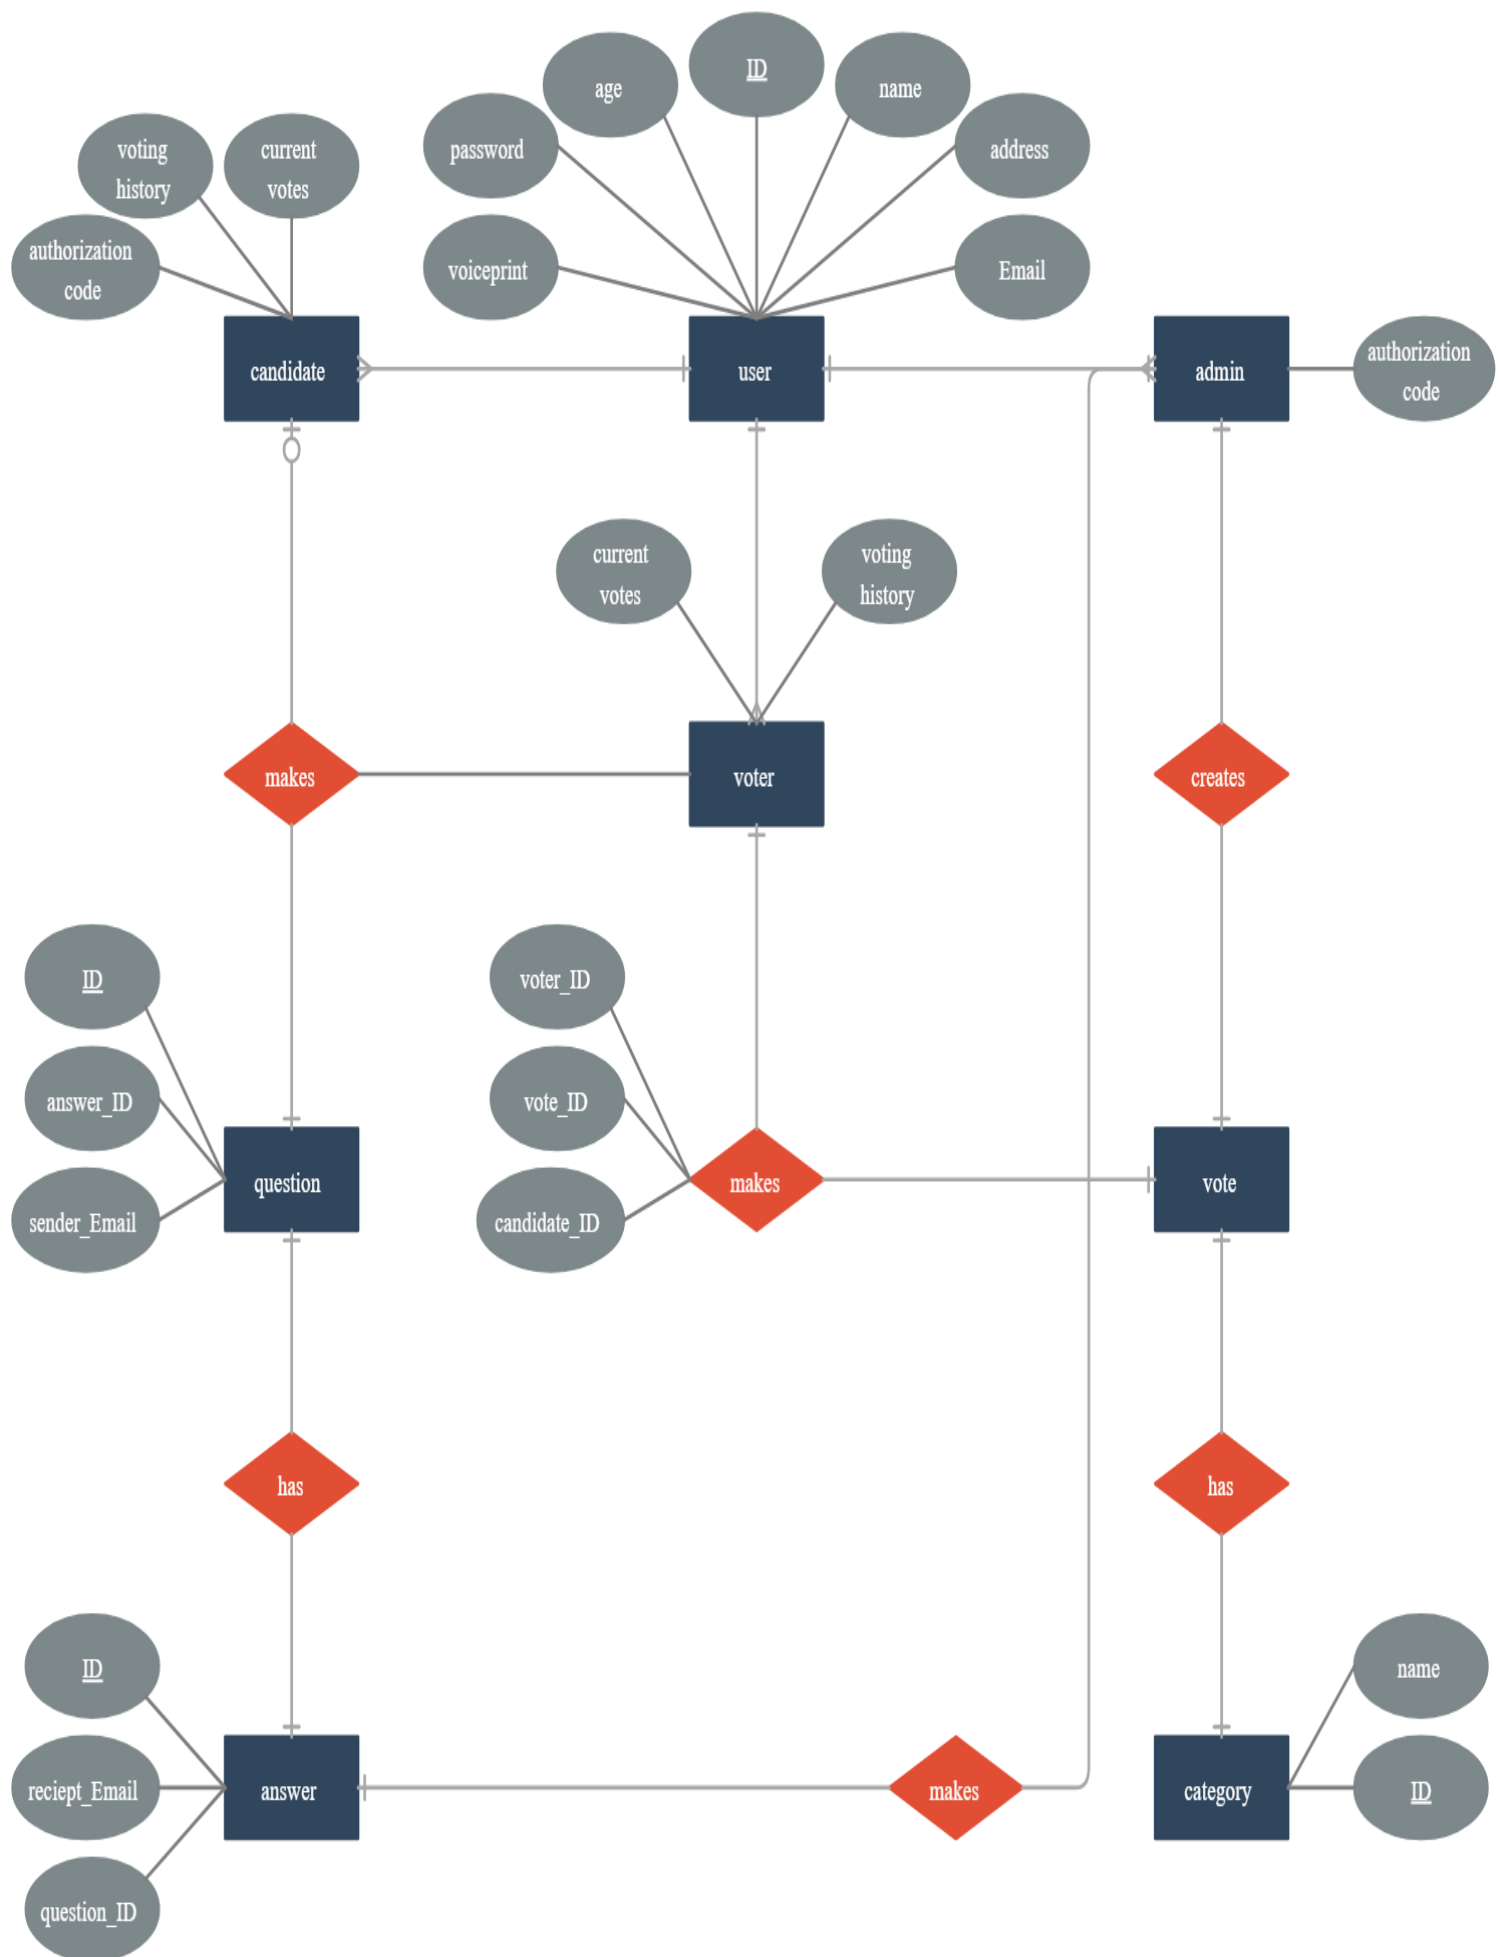 ID
age
name
password
address
voting
history
current
votes
authorization
code
voiceprint
Email
candidate
user
admin
authorization
code
current
votes
voting
history
makes
voter
creates
ID
voter_ID
answer_ID
vote_ID
question
sender_Email
makes
candidate_ID
vote
has
has
ID
name
reciept_Email
answer
makes
category
ID
question_ID